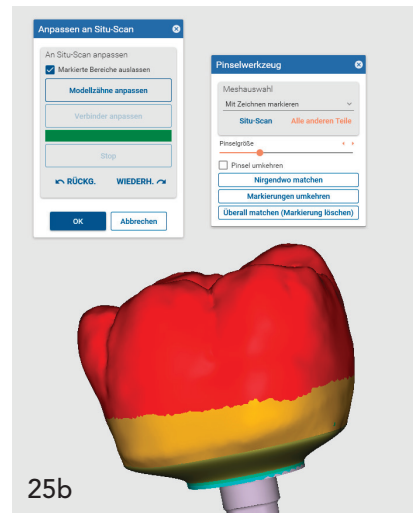 Anpassen an Situ-Scan
An Situ-Scan anpassen
Markierte Bereiche auslassen
Modellzähne anpassen
Verbinder anpassen
Stop
RÜCKG. WIEDERH.
OK Abbrechen
Pinselwerkzeug
Meshauswahl
Mit Zeichnen markieren
Situ-Scan Alle anderen Teile
Pinselgröße
Pinsel umkehren
Nirgendwo matchen
Markierungen umkehren
Überall matchen (Markierung löschen)
25b